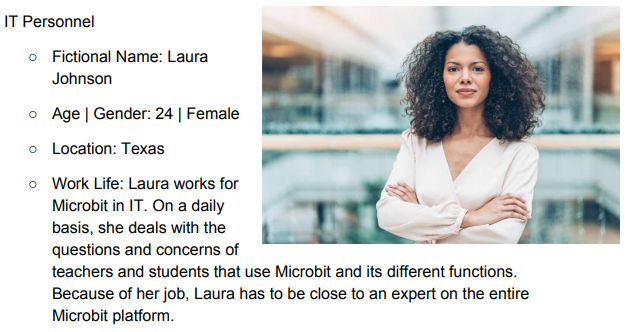 IT Personnel
○ Fictional Name: Laura
Johnson
○ Age | Gender: 24 | Female
○ Location: Texas
○ Work Life: Laura works for
Microbit in IT. On a daily
basis, she deals with the
questions and concerns of
teachers and students that use Microbit and its different functions.
Because of her job, Laura has to be close to an expert on the entire
Microbit platform.